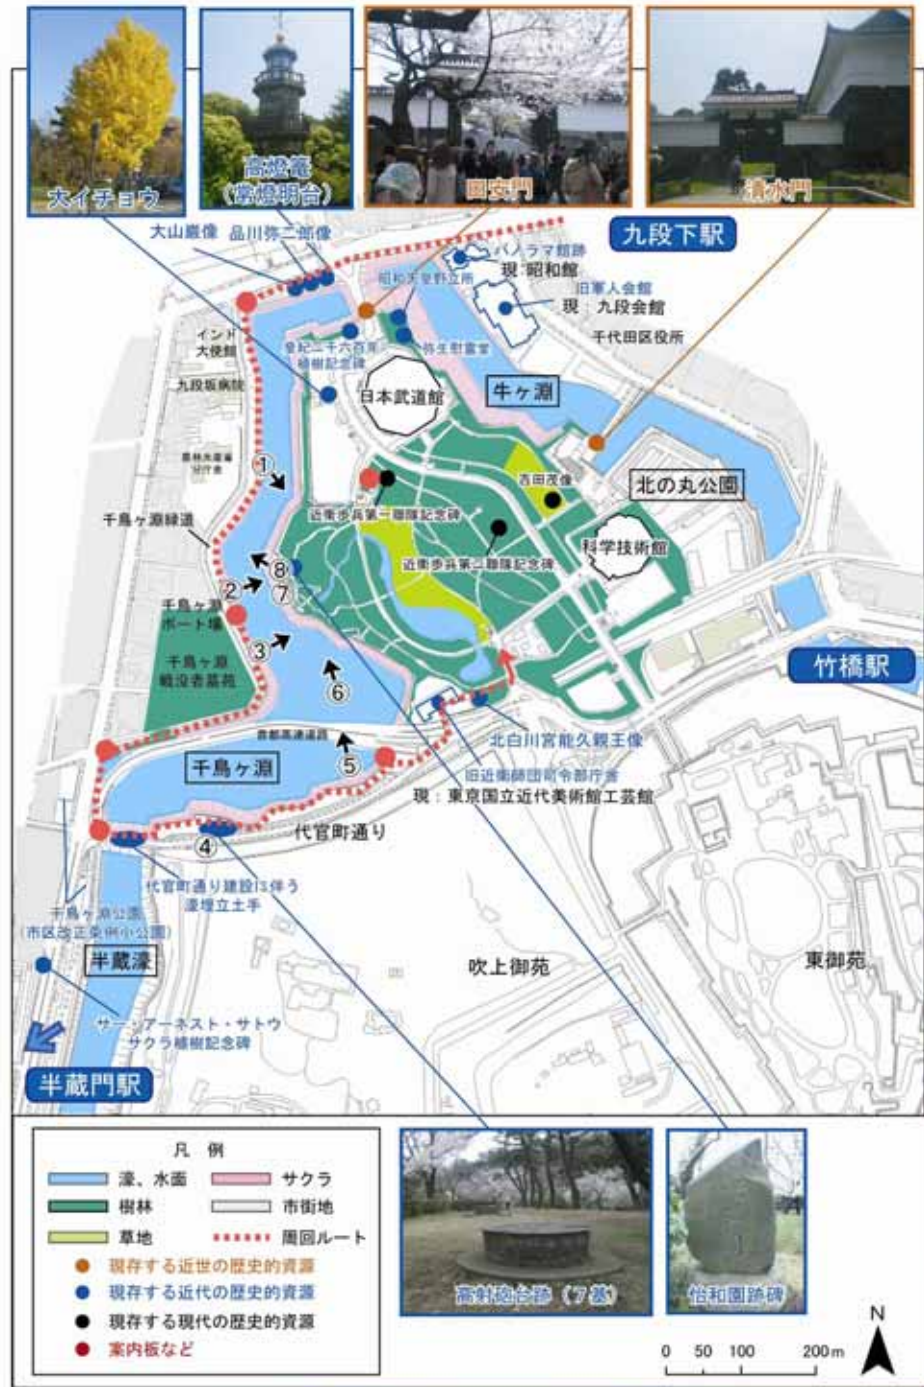 大イチョウ
高燈篭
(常燈明台)
田安門
清水門
大山巌像
品川弥二郎像
九段下駅
パノラマ館跡
現:昭和館
昭和天皇野立所
旧軍人会館
現:九段会館
千代田区役所
インド
大使館
皇紀二千六百年
植樹記念碑
弥生慰霊堂
九段坂病院
日本武道館
牛ヶ淵
農林水産省
分庁舎
①
北の丸公園
吉田茂像
近衛歩兵第一聯隊記念碑
千鳥ヶ淵緑道
科学技術館
近衛歩兵第二聯隊記念碑
⑧
②
⑦
千鳥ヶ淵
ボート場
③
千鳥ヶ淵
戦没者墓苑
竹橋駅
⑥
北白川宮能久親王像
首都高速道路
千鳥ヶ淵
⑤
旧近衛師団司令部庁舎
現:東京国立近代美術館工芸館
代官町通り
④
代官町通り建設に伴う
濠埋立土手
千鳥ヶ淵公園
(市区改正条例小公園)
半蔵濠
吹上御苑
東御苑
サー・アーネスト・サトウ
サクラ植樹記念碑
半蔵門駅
凡 例
濠、水面
サクラ
樹林
市街地
草地
周回ルート
現存する近世の歴史的資源
現存する近代の歴史的資源
現存する現代の歴史的資源
案内板など
高射砲台跡(7基)
怡和園跡碑
N
0 50 100 200m